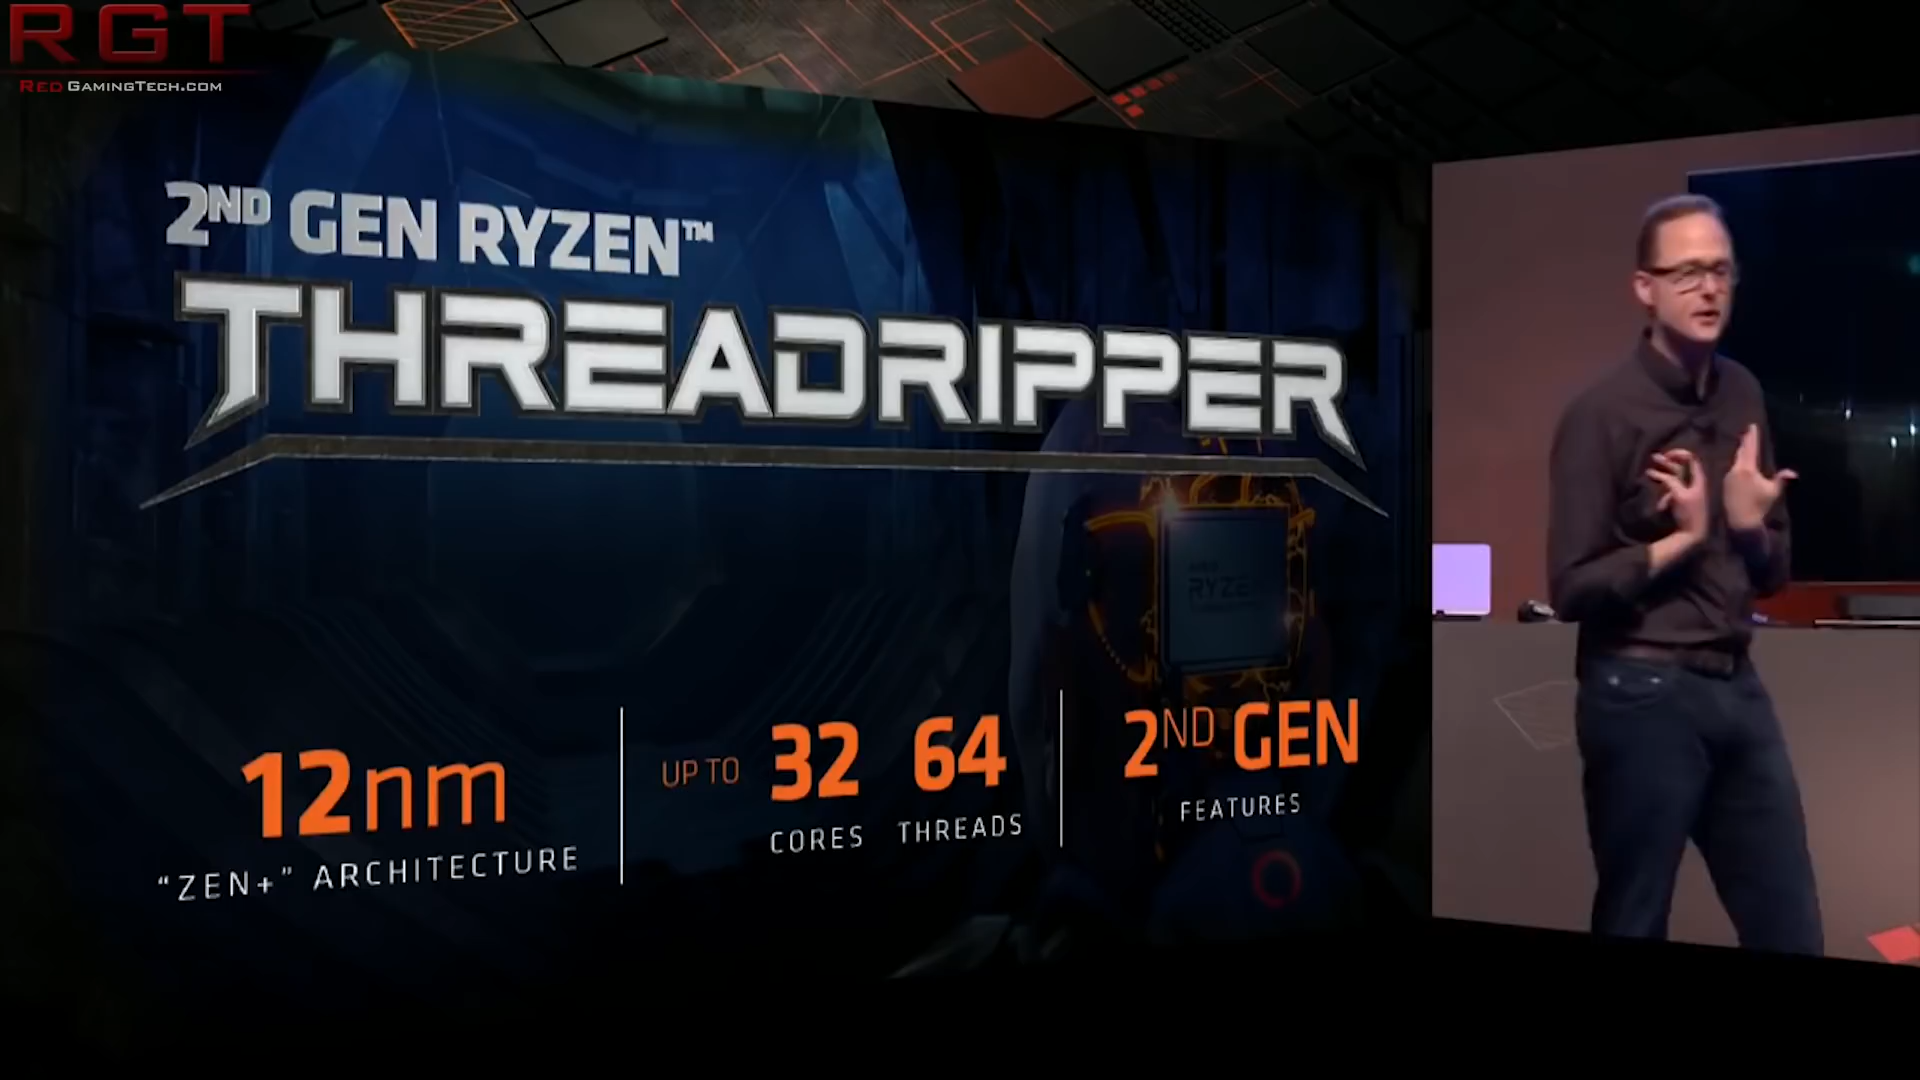 RGT
REDGAMINGTECH.COM
2ND GEN RYZEN™
THREADRIPPER
RYZEN
12nm
"ZEN+" ARCHITECTURE
UP TO 32 64
CORES THREADS
2ND GEN
FEATURES